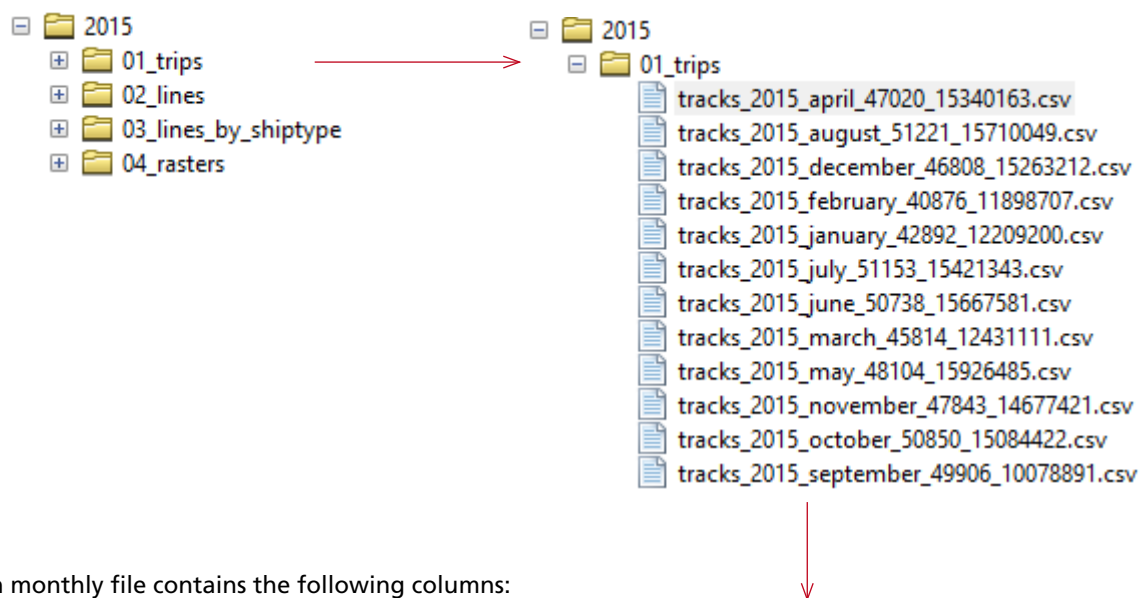 2015
01_trips
02_lines
03_lines_by_shiptype
04_rasters
2015
01_trips
tracks_2015_april_47020_15340163.csv
tracks_2015_august_51221_15710049.csv
tracks_2015_december_46808_15263212.csv
tracks_2015_february_40876_11898707.csv
tracks_2015_january_42892_12209200.csv
tracks_2015_july_51153_15421343.csv
tracks_2015_june_50738_15667581.csv
tracks_2015_march_45814_12431111.csv
tracks_2015_may_48104_15926485.csv
tracks_2015_november_47843_14677421.csv
tracks_2015_october_50850_15084422.csv
tracks_2015_september_49906_10078891.csv
monthly file contains the following columns: